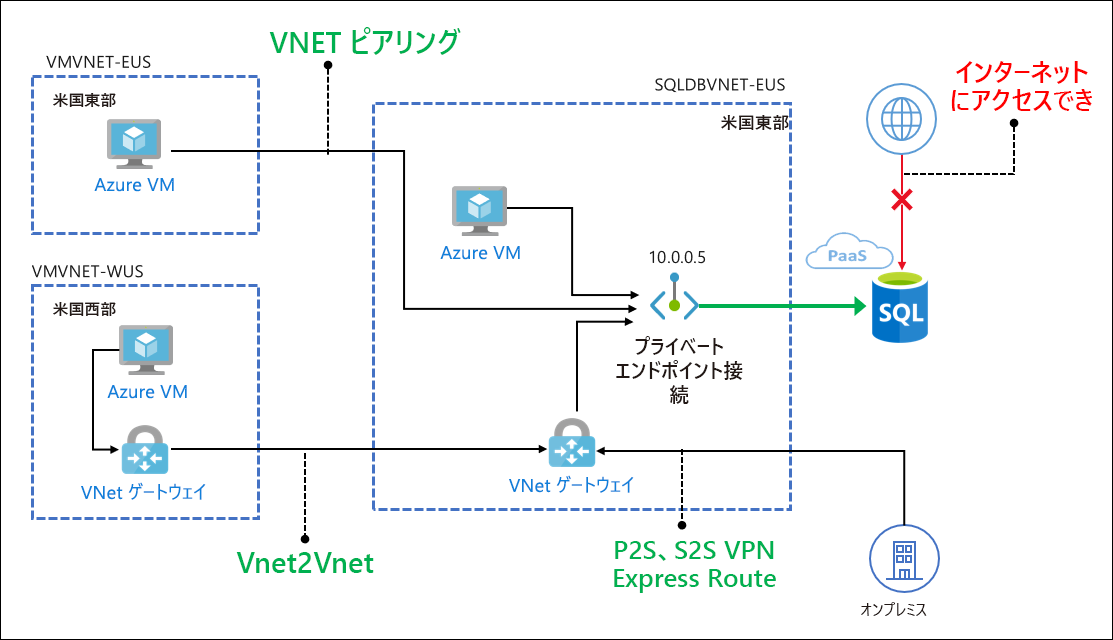 VNET ピアリング
VMVNET-EUS
米国東部
Azure VM
SQLDBVNET-EUS
米国東部
インターネット
にアクセスでき
Azure VM
10.0.0.5
PaaS
SQL
プライベート
エンドポイント接
続
VMVNET-WUS
米国西部
Azure VM
VNet ゲートウェイ
VNet ゲートウェイ
Vnet2Vnet
P2S、S2S VPN
Express Route
オンプレミス